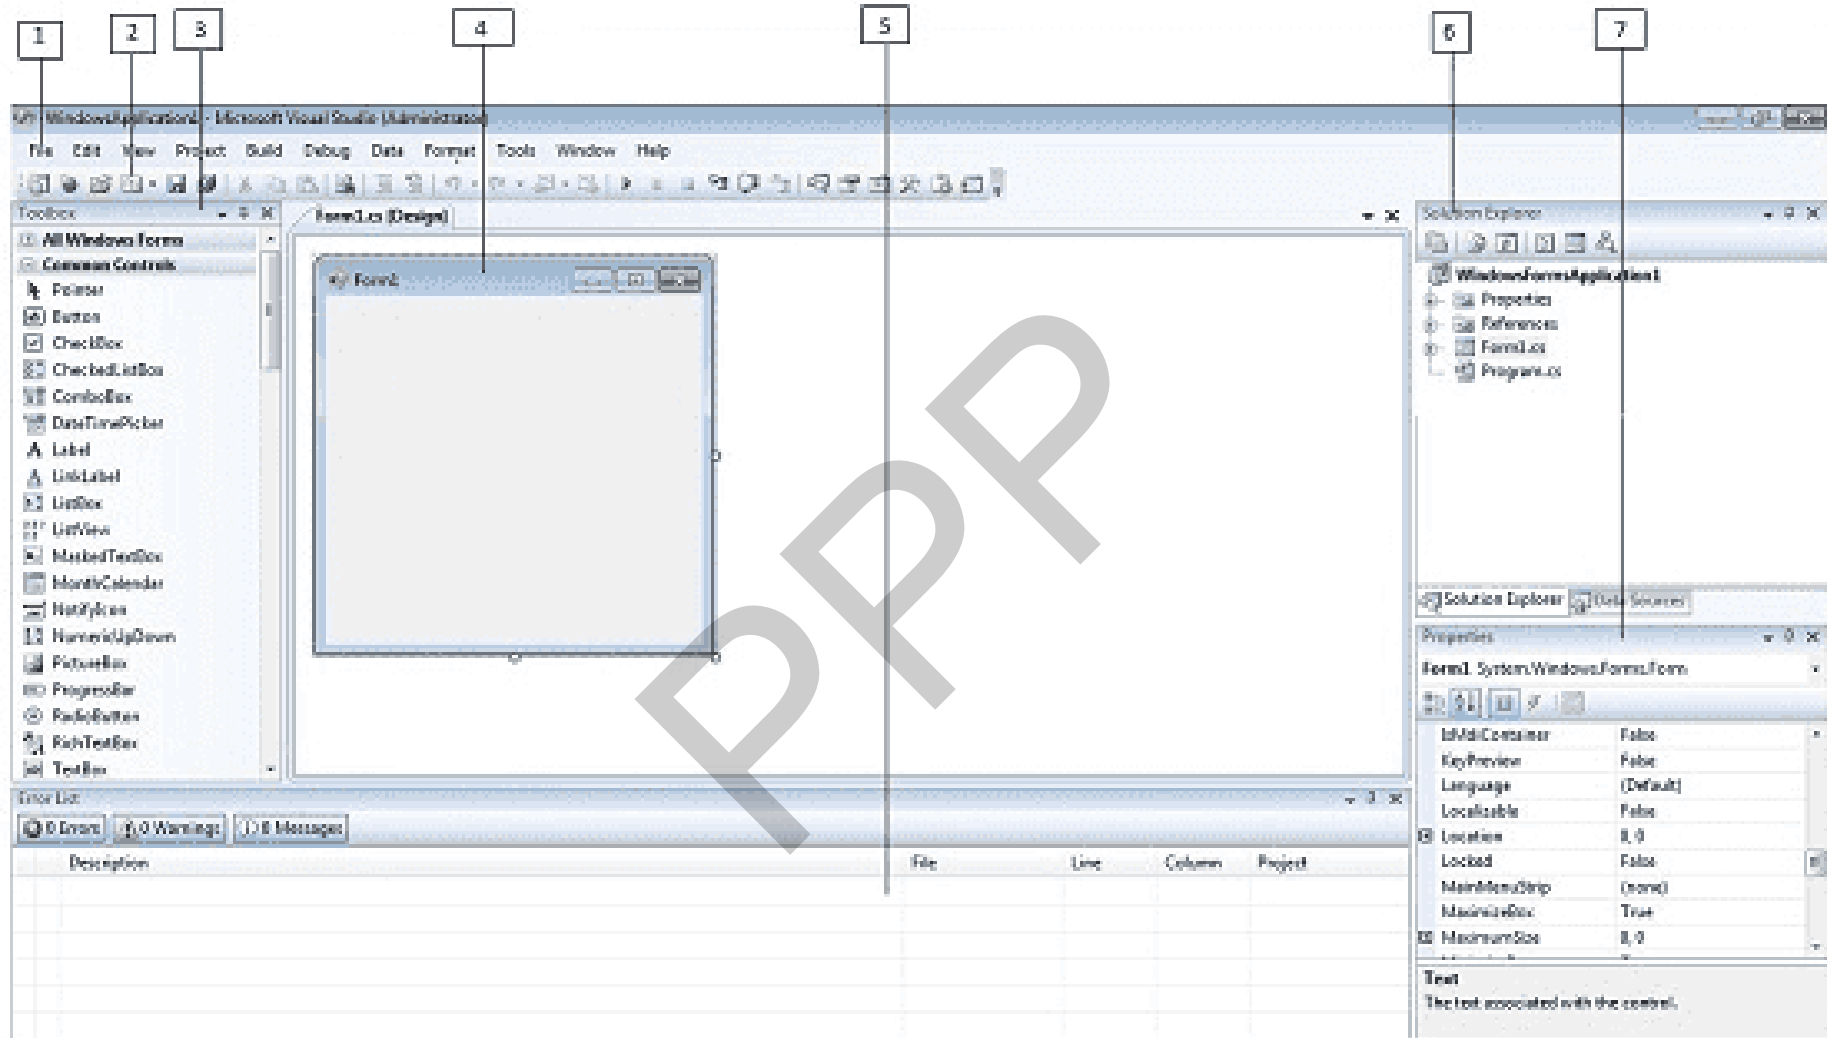 1
2
3
4
5
6
7
WindowsApplication1 - Microsoft Visual Studio (Administrator)
File Edit View Project Build Debug Data Format Tools Window Help
Toolbox
All Windows Forms
Common Controls
Pointer
Button
CheckBox
CheckedListBox
ComboBox
DateTimePicker
Label
LinkLabel
ListBox
ListView
MaskedTextBox
MonthCalendar
NotifyIcon
NumericUpDown
PictureBox
ProgressBar
RadioButton
RichTextBox
TextBox
Form1.cs (Design)
Form1
Solution Explorer
WindowsFormsApplication1
Properties
References
Form1.cs
Program.cs
Solution Explorer Data Sources
Properties
Form1 System.Windows.Forms.Form
IsMdiContainer False
KeyPreview False
Language (Default)
Localizable False
Location 0, 0
Locked False
MainMenuStrip (none)
MaximizeBox True
MaximumSize 0, 0
Text
The text associated with the control.
Error List
0 Errors 0 Warnings 0 Messages
Description File Line Column Project
PPP